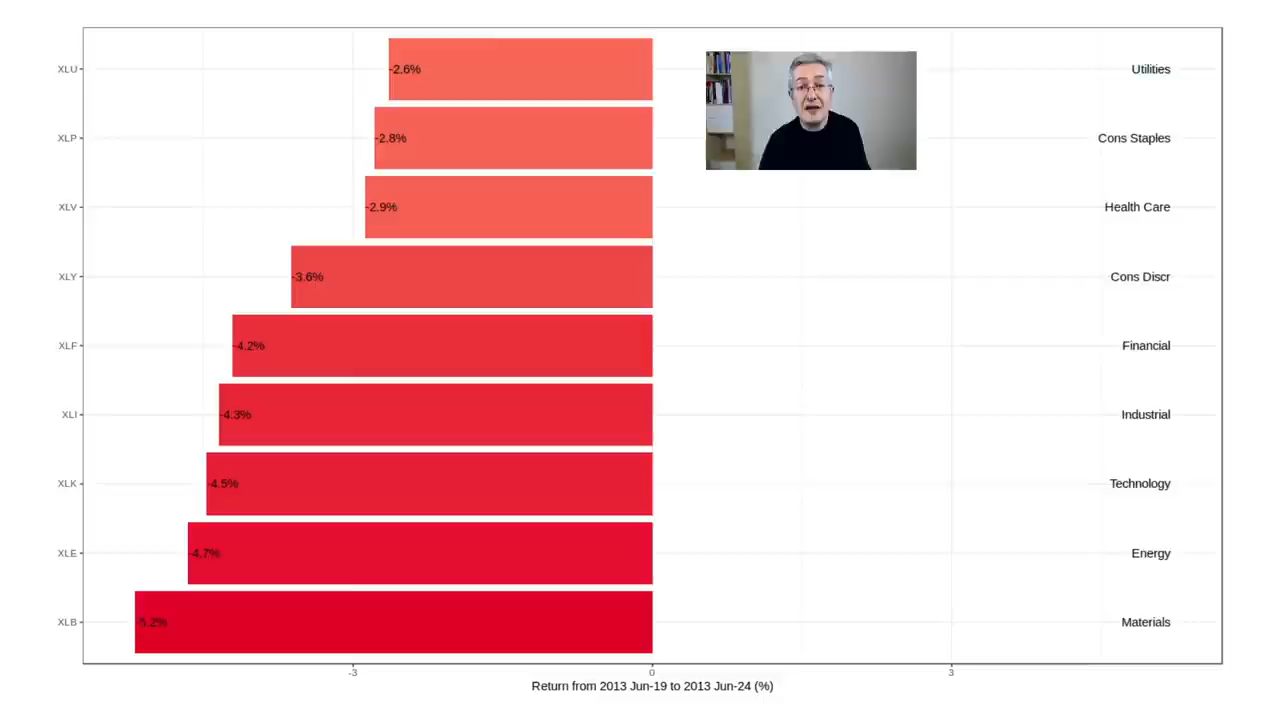 XLU -2.6% Utilities
XLP -2.8% Cons Staples
XLV -2.9% Health Care
XLY -3.6% Cons Discr
XLF -4.2% Financial
XLI -4.3% Industrial
XLK -4.5% Technology
XLE -4.7% Energy
XLB -5.2% Materials
-3 0 3
Return from 2013 Jun-19 to 2013 Jun-24 (%)